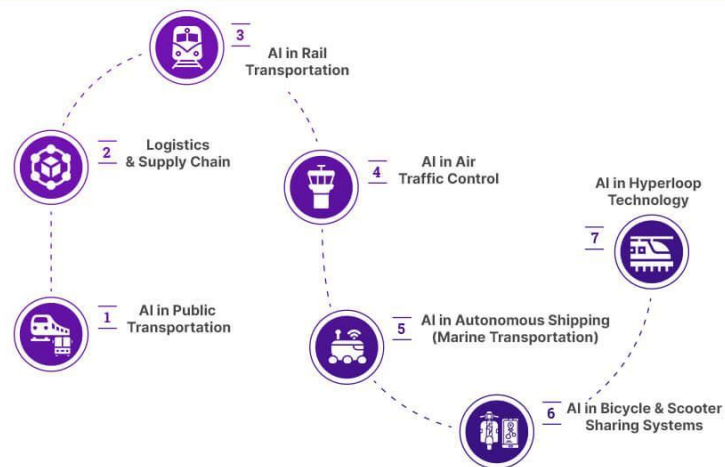 1
AI in Public
Transportation
2
Logistics
& Supply Chain
3
AI in Rail
Transportation
4
AI in Air
Traffic Control
5
AI in Autonomous Shipping
(Marine Transportation)
6
AI in Bicycle & Scooter
Sharing Systems
7
AI in Hyperloop
Technology